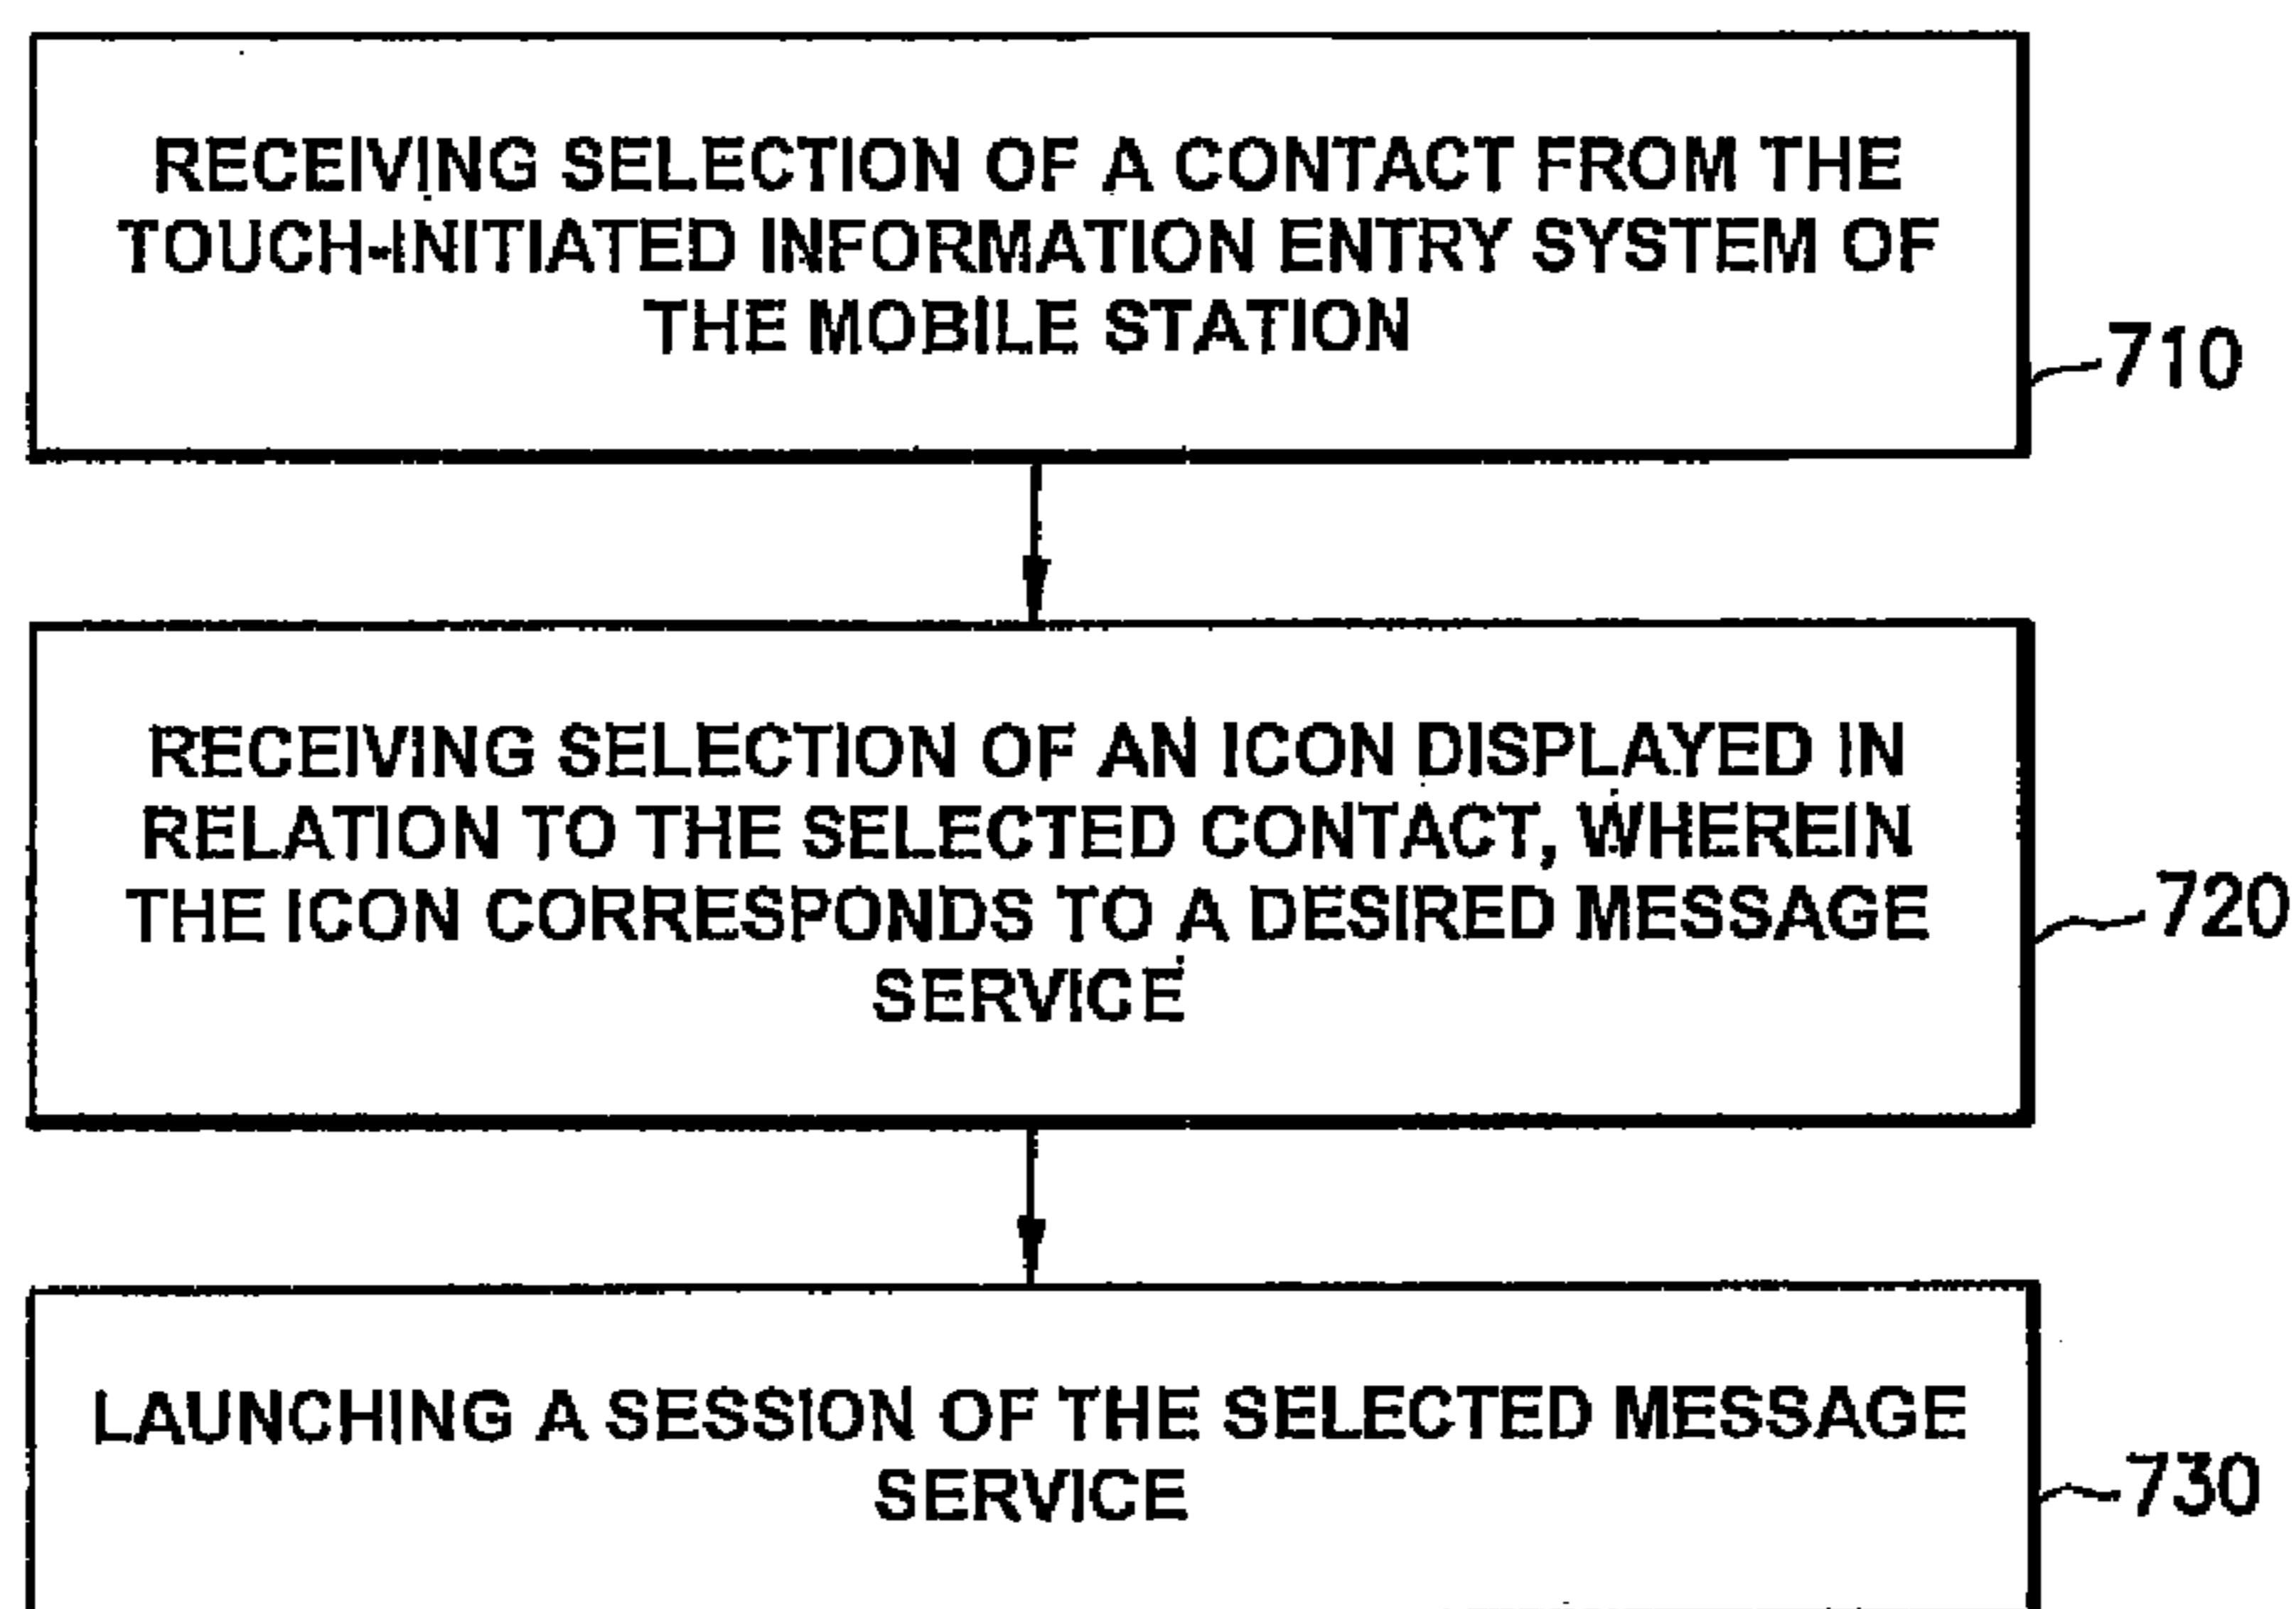 RECEIVING SELECTION OF A CONTACT FROM THE
TOUCH-INITIATED INFORMATION ENTRY SYSTEM OF
THE MOBILE STATION
710
RECEIVING SELECTION OF AN ICON DISPLAYED IN
RELATION TO THE SELECTED CONTACT, WHEREIN
THE ICON CORRESPONDS TO A DESIRED MESSAGE
SERVICE
720
LAUNCHING A SESSION OF THE SELECTED MESSAGE
SERVICE
730